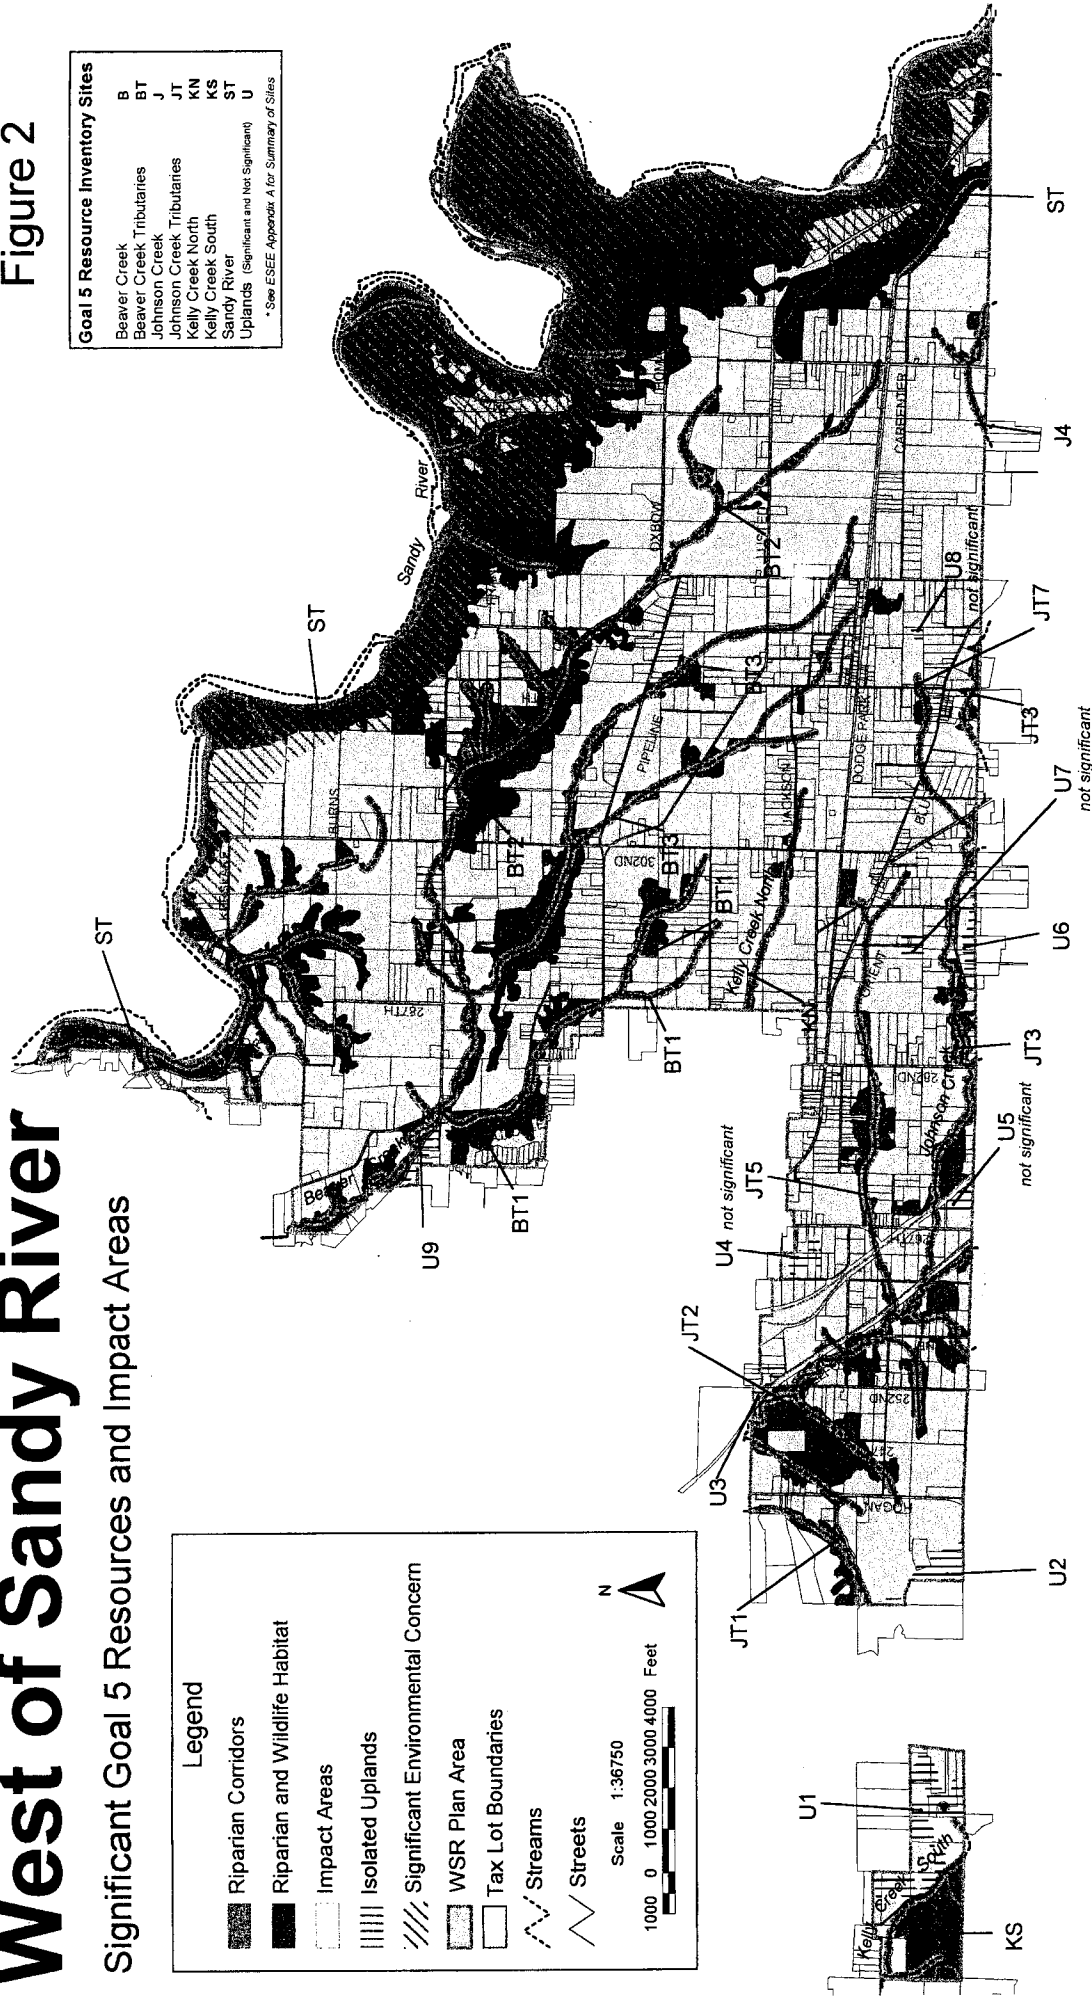 Figure 2
West of Sandy River
Significant Goal 5 Resources and Impact Areas
Goal 5 Resource Inventory Sites
Beaver Creek B
Beaver Creek Tributaries BT
Johnson Creek J
Johnson Creek Tributaries JT
Kelly Creek North KN
Kelly Creek South KS
Sandy River ST
Uplands (Significant and Not Significant) U
* See ESEE Appendix A for Summary of Sites
Legend
Riparian Corridors
Riparian and Wildlife Habitat
Impact Areas
Isolated Uplands
Significant Environmental Concern
WSR Plan Area
Tax Lot Boundaries
Streams
Streets
Scale 1:36750
1000 0 1000 2000 3000 4000 Feet
N
ST
ST
Sandy River
BURNS
287TH
Beaver Creek
U9
BT1
BT2
302ND
BT3
BT1
BT1
PIPELINE
BT3
OXBOW
BT2
Kelly Creek North
KN
JACKSON
DODGE PARK
CARPENTER
ORIENT
282ND
Johnson Creek
267TH
252ND
HOGAN
U4 not significant
JT5
JT2
U3
JT1
U2
U5
not significant
JT3
U6
U7
not significant
JT3
JT7
U8
not significant
J4
ST
U1
Kelly Creek South
KS